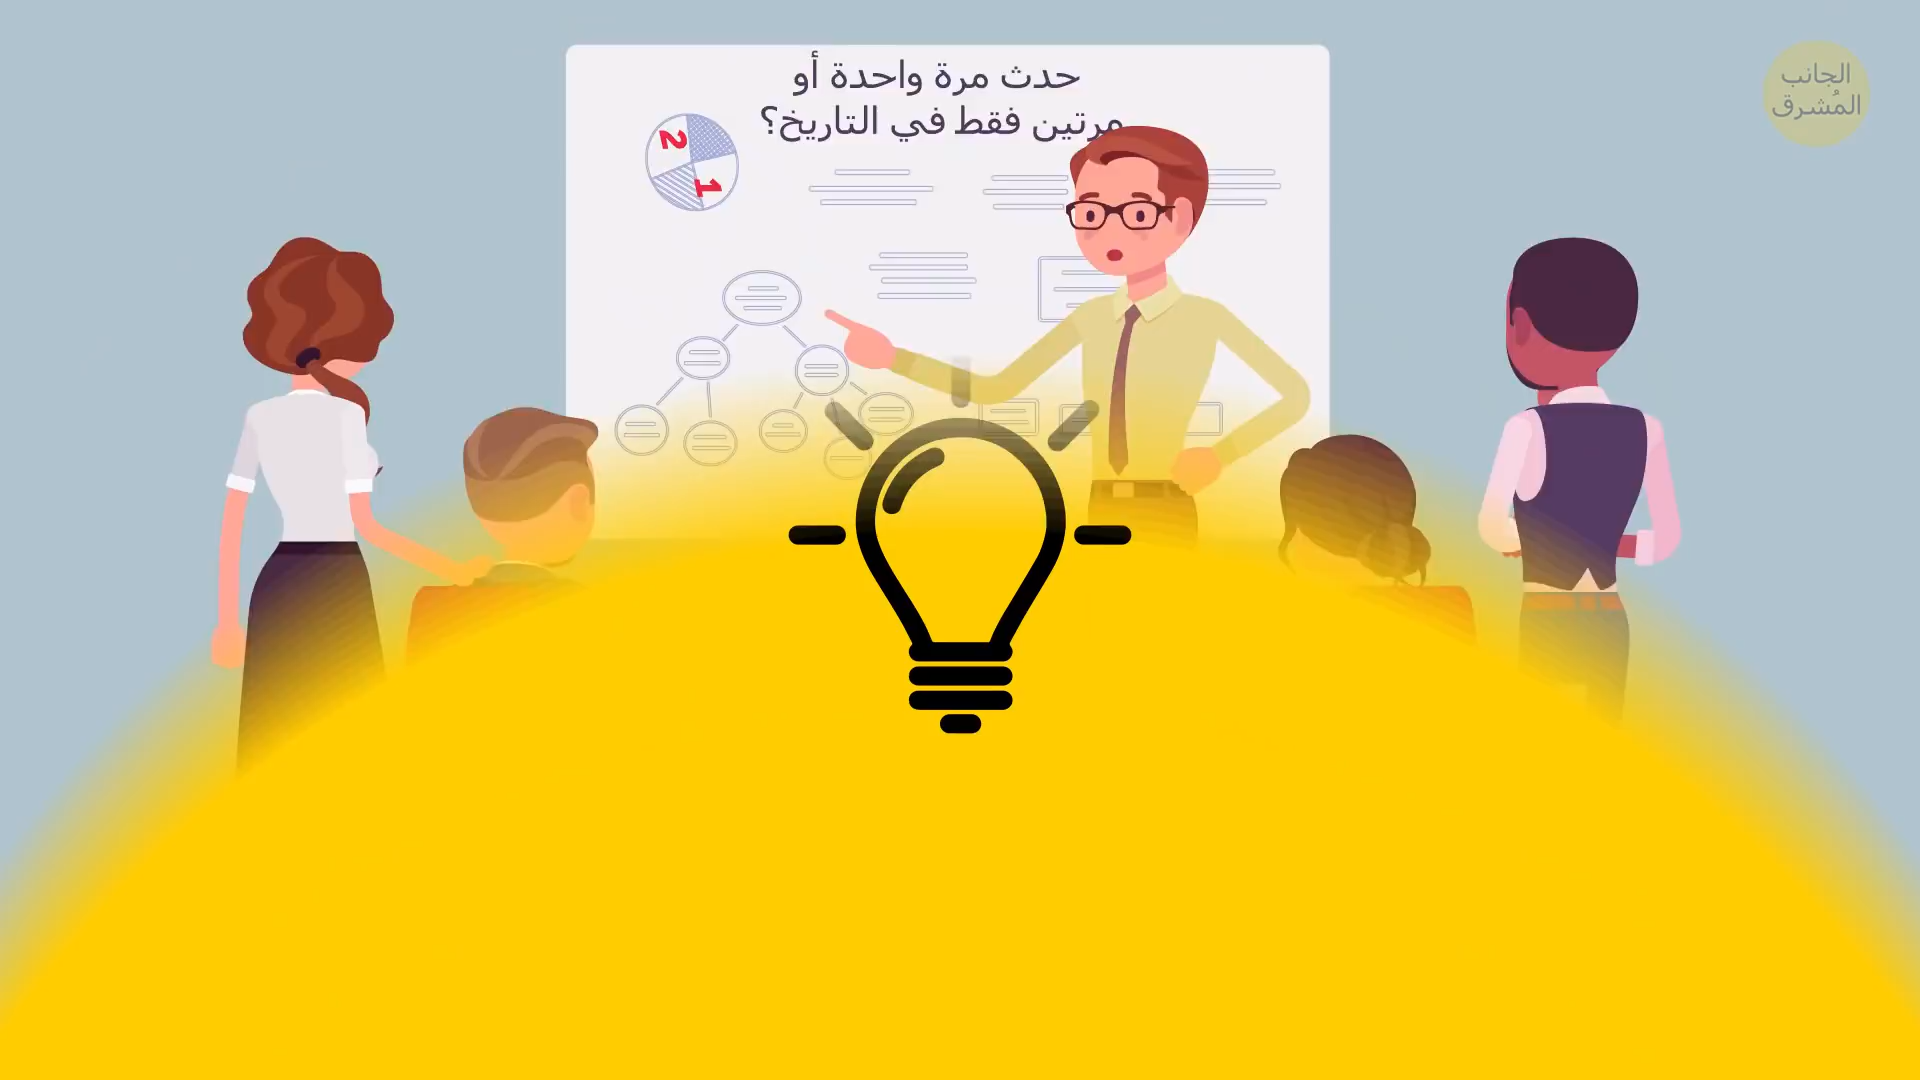 حدث مرة واحدة أو
مرتين فقط في التاريخ؟
2
1
الجانب
المُشرق